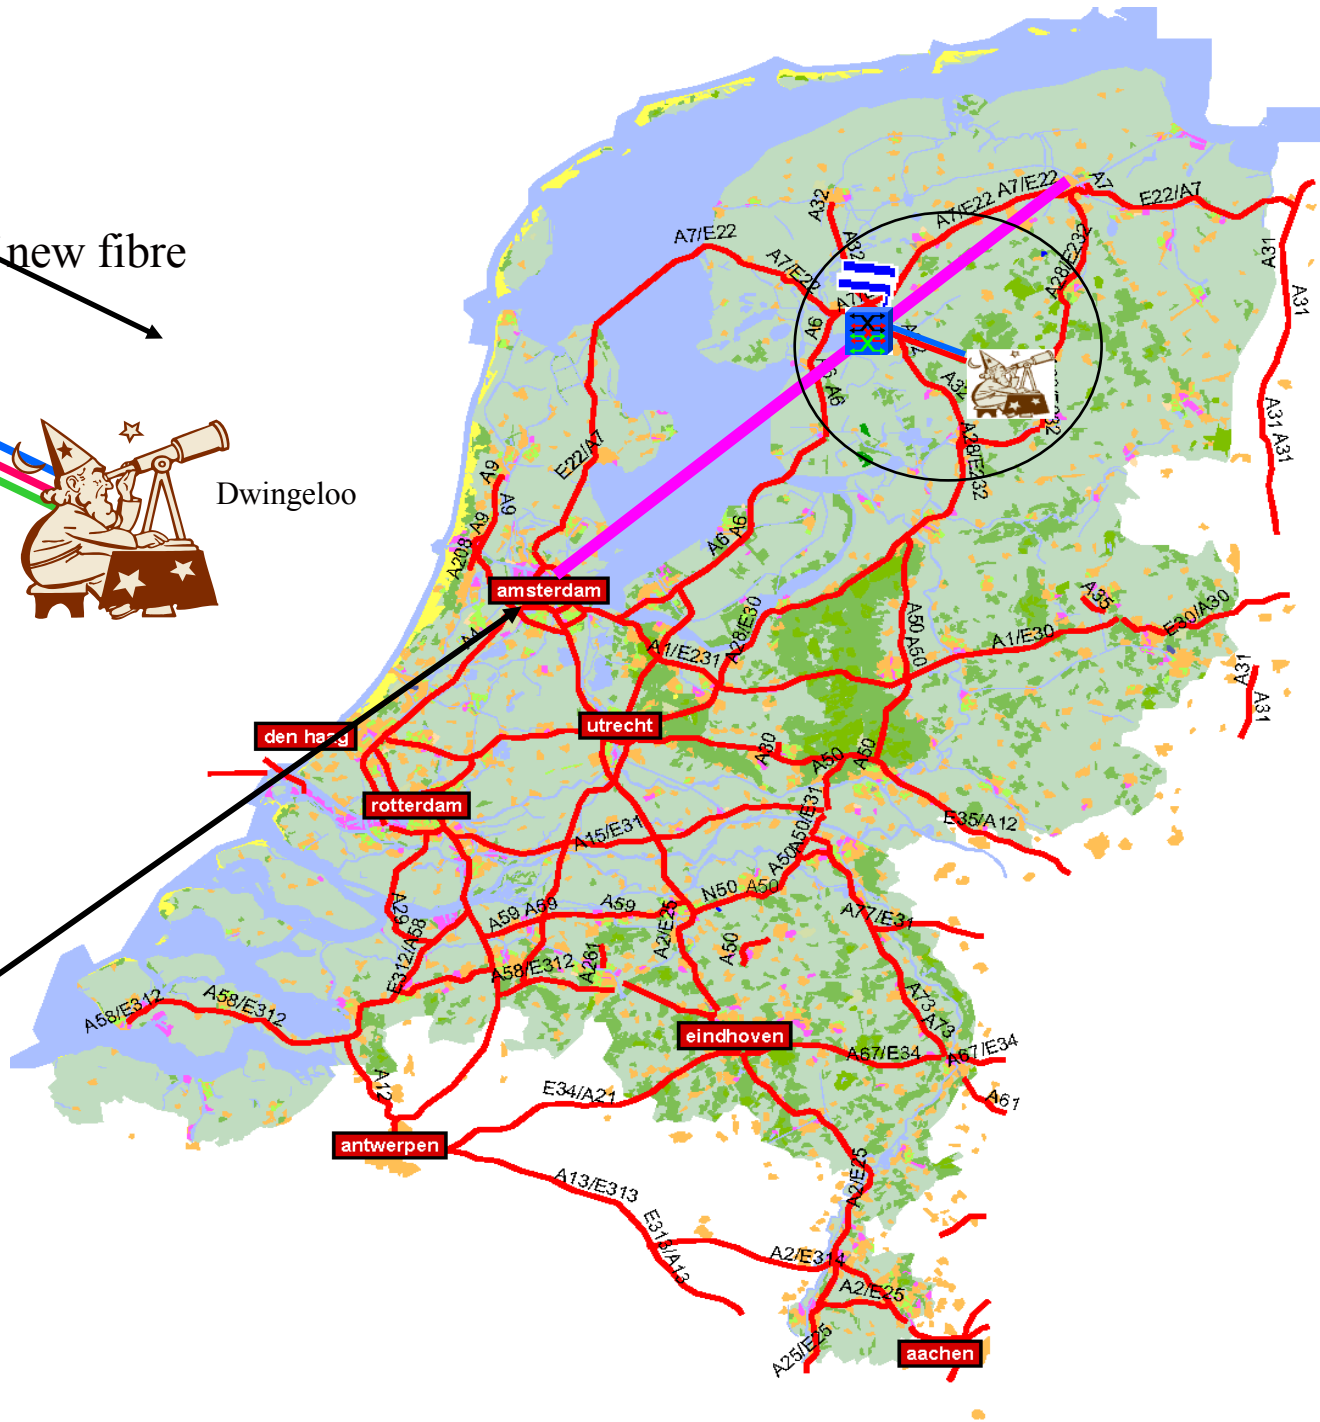 new fibre
Dwingeloo
A32
A32
A7/E22
A7/E22
A7/E22
A7/E22
A7
E22/A7
A31
A31
A31
A31
A28/E232
A6
A6
A6
A32
A28/E232
E22/A7
A9
A9
A9
A208
A6
A6
amsterdam
A4
A1/E231
A28/E30
A50
A50
A35
A1/E30
E30/A30
A31
A31
den haag
utrecht
A30
A50
A50
rotterdam
A15/E31
A50/E31
A50
E35/A12
N50
A50
A59
A59
A59
A29
E312/A58
A2/E25
A50
A77/E31
A58/E312
A261
A58/E312
A58/E312
A73
A73
eindhoven
A67/E34
A67/E34
A61
A12
E34/A21
antwerpen
A13/E313
E313/A13
A2/E25
A2/E314
A2/E25
A25/E25
aachen